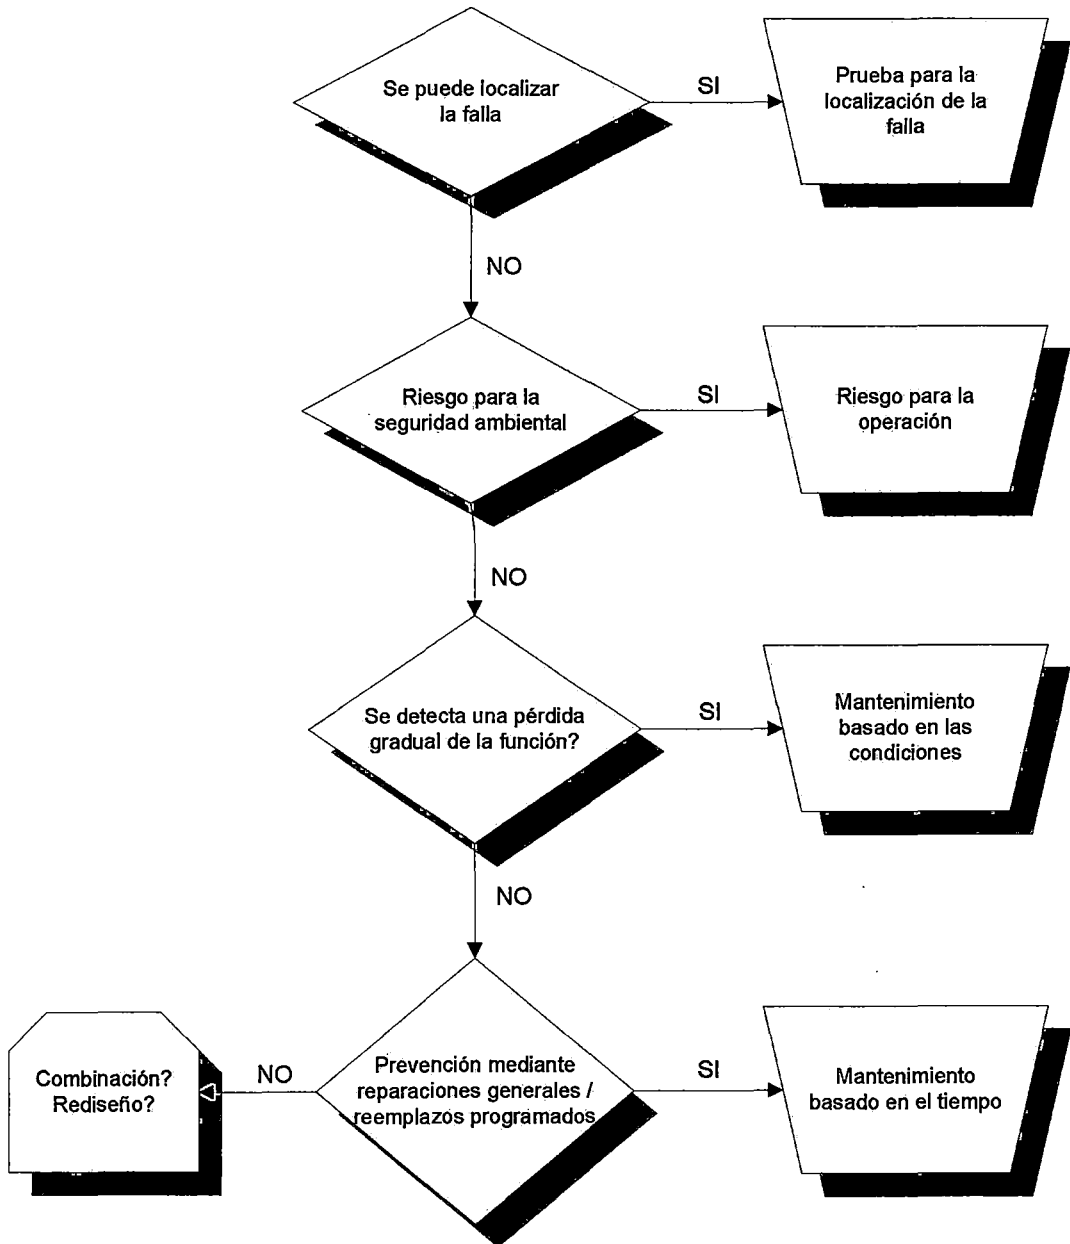 Se puede localizar
la falla
SI
Prueba para la
localización de la
falla
NO
Riesgo para la
seguridad ambiental
SI
Riesgo para la
operación
NO
Se detecta una pérdida
gradual de la función?
SI
Mantenimiento
basado en las
condiciones
NO
Combinación?
Rediseño?
NO
Prevención mediante
reparaciones generales /
reemplazos programados
SI
Mantenimiento
basado en el tiempo